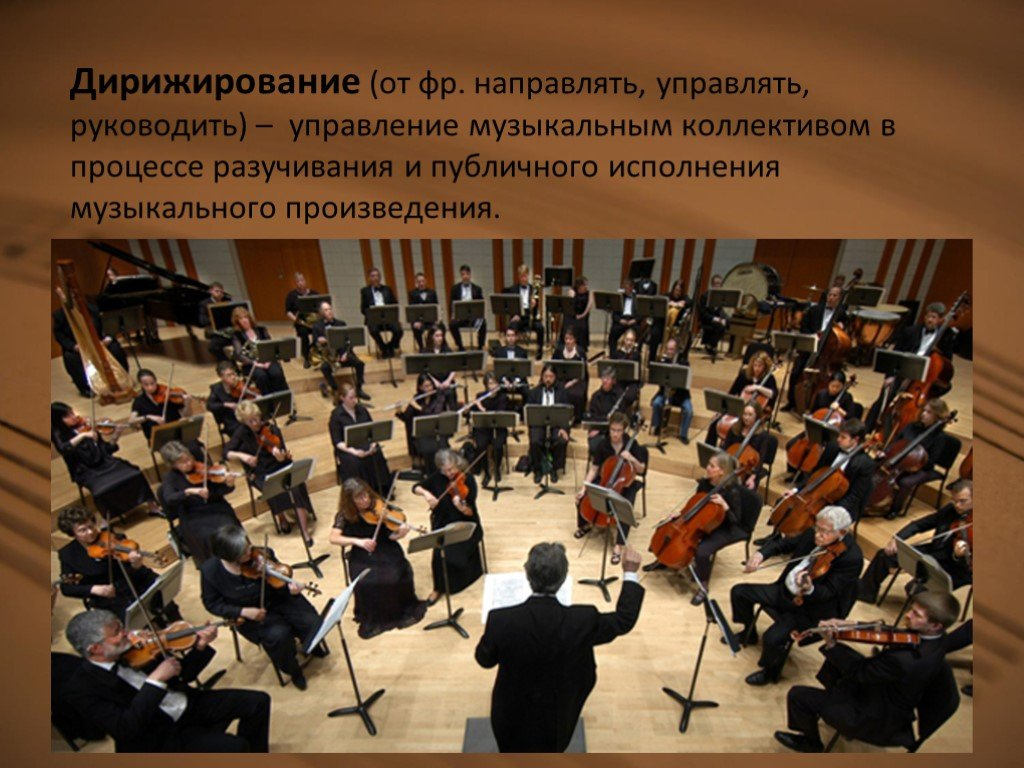 Дирижирование (от фр. направлять, управлять,
руководить) –  управление музыкальным коллективом в
процессе разучивания и публичного исполнения
музыкального произведения.